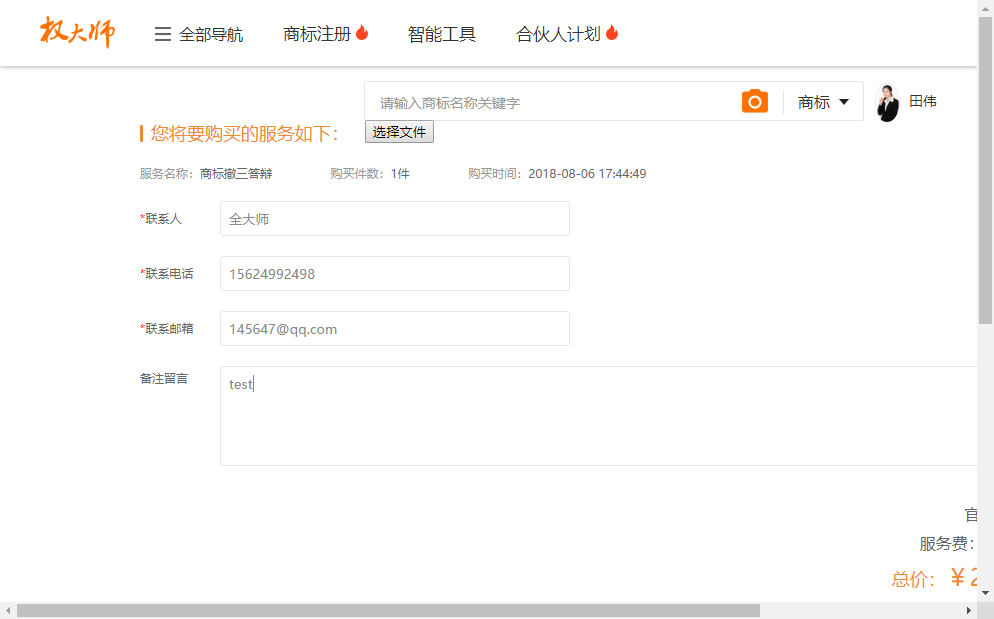 权大师 全部导航 商标注册 智能工具 合伙人计划
请输入商标名称关键字 商标 田伟
选择文件
您将要购买的服务如下：
服务名称：商标撤三答辩 购买件数：1件 购买时间：2018-08-06 17:44:49
*联系人 全大师
*联系电话 15624992498
*联系邮箱 145647@qq.com
备注留言 test
官
服务费：
总价：￥2